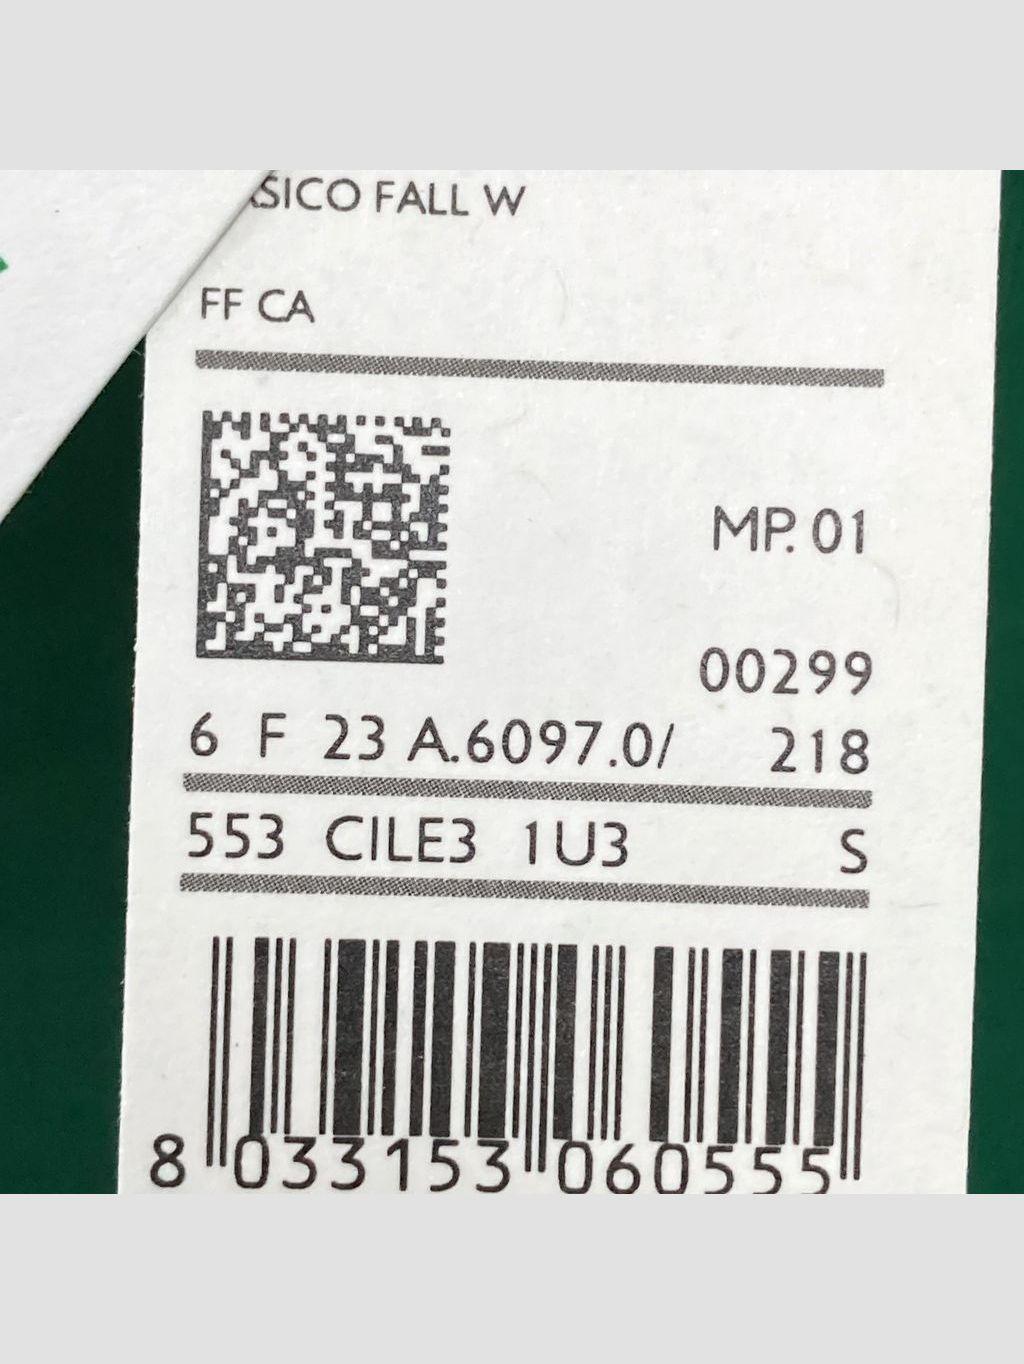 SICO FALL W
FF CA
MP. 01
00299
6 F 23 A.6097.0/ 218
553 CILE3 1U3 S
8 033153 060555